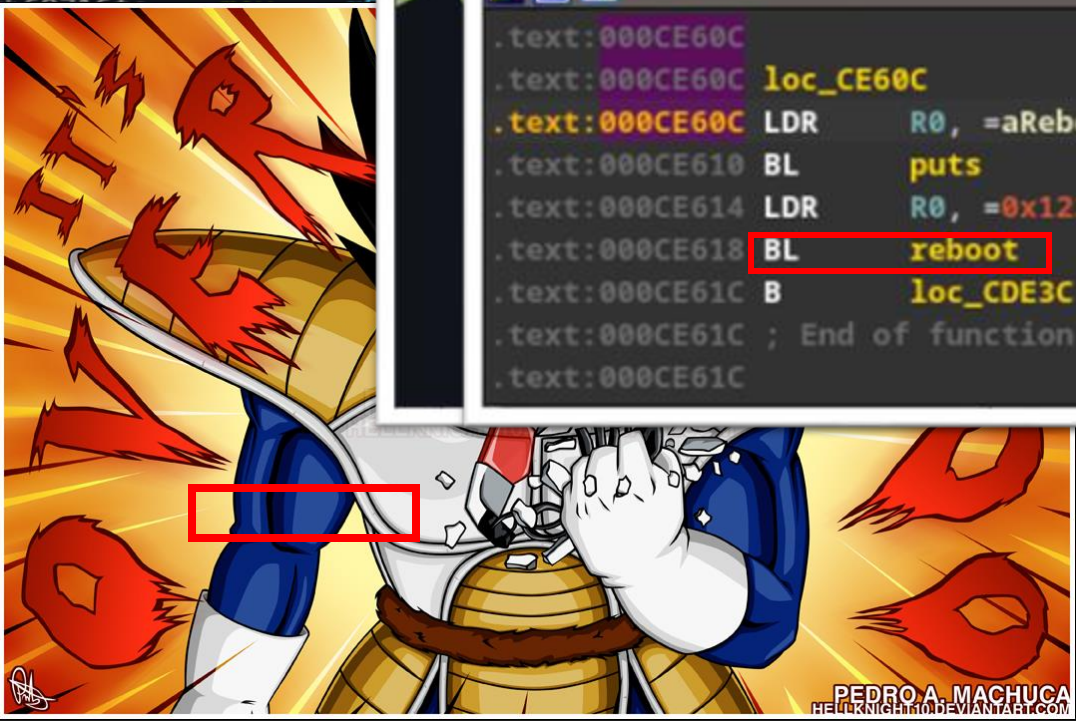 .text:000CE60C
.text:000CE60C loc_CE60C
.text:000CE60C LDR R0, =aReb
.text:000CE610 BL puts
.text:000CE614 LDR R0, =0x12
.text:000CE618 BL reboot
.text:000CE61C B loc_CDE3C
.text:000CE61C ; End of function
.text:000CE61C
IT'S
OVER
PEDRO A. MACHUCA
HELLKNIGHT10.DEVIANTART.COM